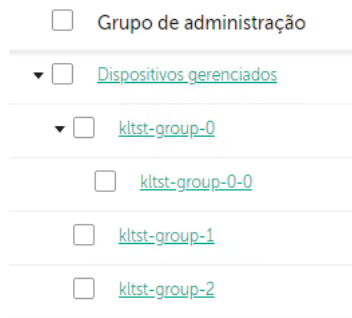 Grupo de administração
Dispositivos gerenciados
kltst-group-0
kltst-group-0-0
kltst-group-1
kltst-group-2